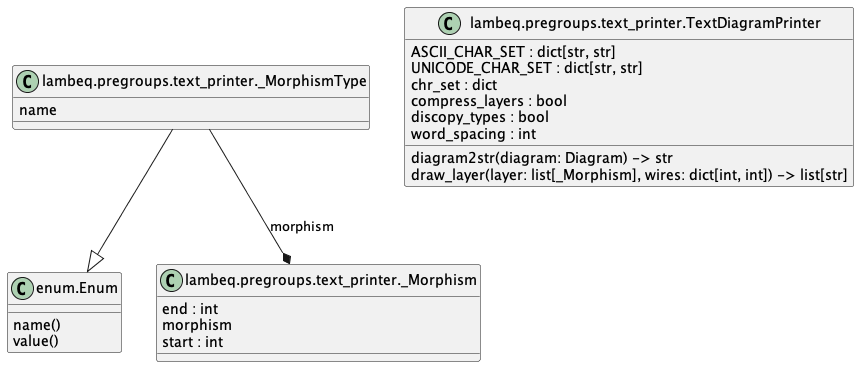 C lambeq.pregroups.text_printer.TextDiagramPrinter
ASCII_CHAR_SET : dict[str, str]
UNICODE_CHAR_SET : dict[str, str]
chr_set : dict
compress_layers : bool
discopy_types : bool
word_spacing : int
diagram2str(diagram: Diagram) -> str
draw_layer(layer: list[_Morphism], wires: dict[int, int]) -> list[str]
C lambeq.pregroups.text_printer._MorphismType
name
morphism
C enum.Enum
name()
value()
C lambeq.pregroups.text_printer._Morphism
end : int
morphism
start : int